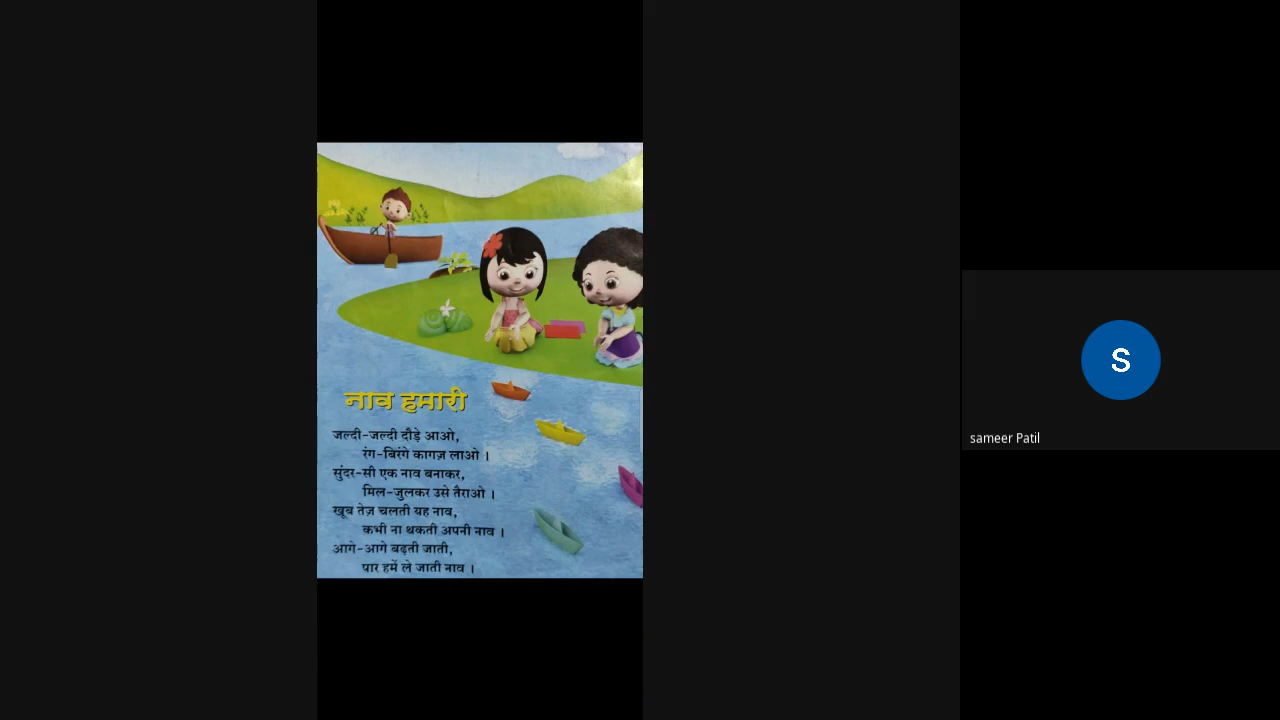 नाव हमारी
जल्दी-जल्दी दौड़े आओ,
रंग-बिरंगे कागज़ लाओ ।
सुंदर-सी एक नाव बनाकर,
मिल-जुलकर उसे तैराओ ।
खूब तेज़ चलती यह नाव,
कभी ना थकती अपनी नाव ।
आगे-आगे बढ़ती जाती,
पार हमें ले जाती नाव ।
S
sameer Patil